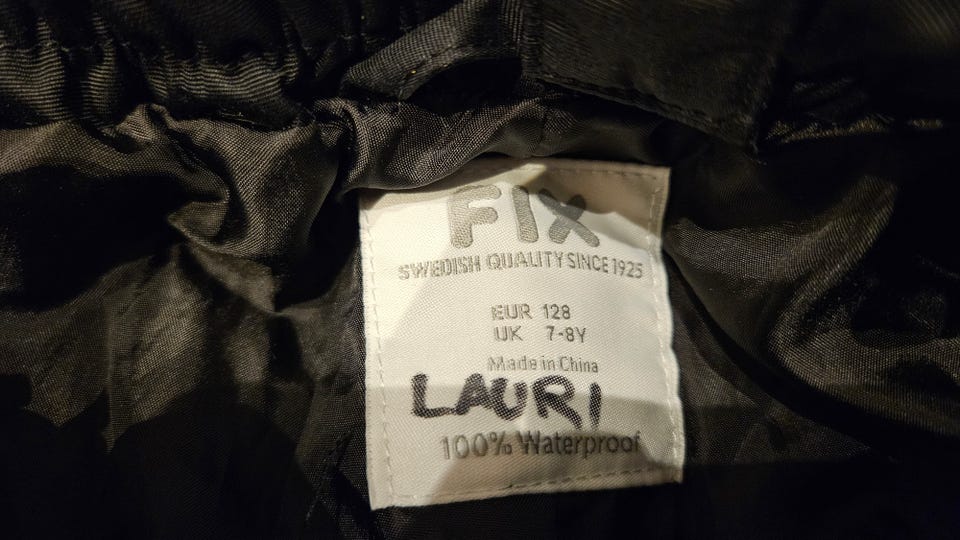 FIX
SWEDISH QUALITY SINCE 1925
EUR 128
UK 7-8Y
Made in China
LAURI
100% Waterproof